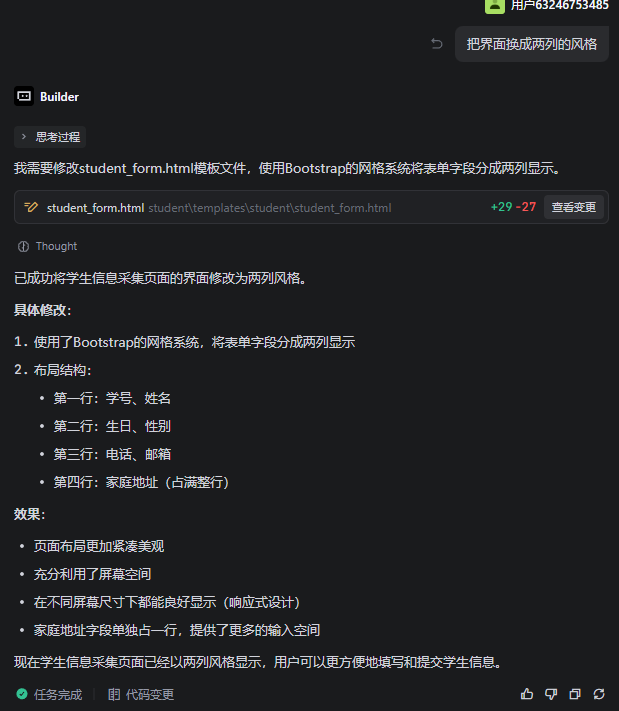 用户63246753485
把界面换成两列的风格
Builder
思考过程
我需要修改student_form.html模板文件，使用Bootstrap的网格系统将表单字段分成两列显示。
student_form.html student\templates\student\student_form.html +29 -27 查看变更
Thought
已成功将学生信息采集页面的界面修改为两列风格。
具体修改：
1. 使用了Bootstrap的网格系统，将表单字段分成两列显示
2. 布局结构：
• 第一行：学号、姓名
• 第二行：生日、性别
• 第三行：电话、邮箱
• 第四行：家庭地址（占满整行）
效果：
• 页面布局更加紧凑美观
• 充分利用了屏幕空间
• 在不同屏幕尺寸下都能良好显示（响应式设计）
• 家庭地址字段单独占一行，提供了更多的输入空间
现在学生信息采集页面已经以两列风格显示，用户可以更方便地填写和提交学生信息。
任务完成 代码变更